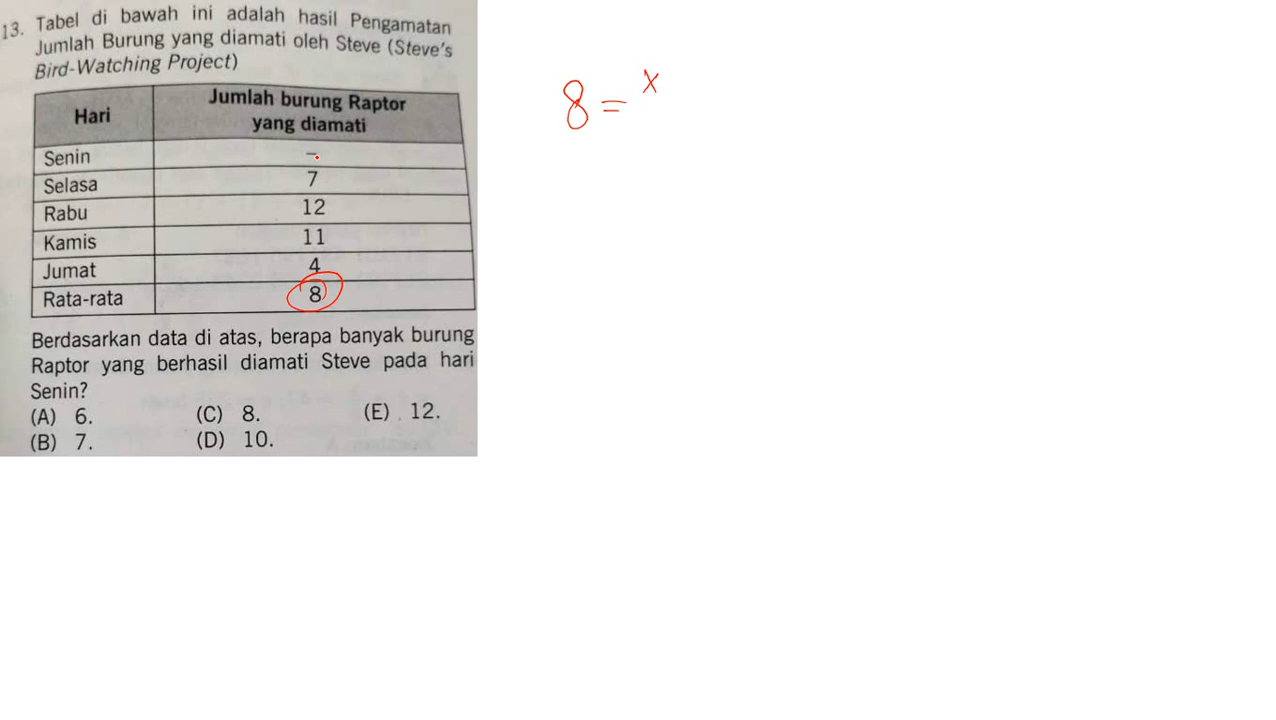 13. Tabel di bawah ini adalah hasil Pengamatan
Jumlah Burung yang diamati oleh Steve (Steve's
Bird-Watching Project)
Hari Jumlah burung Raptor
yang diamati
Senin –
Selasa 7
Rabu 12
Kamis 11
Jumat 4
Rata-rata 8
Berdasarkan data di atas, berapa banyak burung
Raptor yang berhasil diamati Steve pada hari
Senin?
(A) 6. (C) 8. (E) 12.
(B) 7. (D) 10.
8 = x